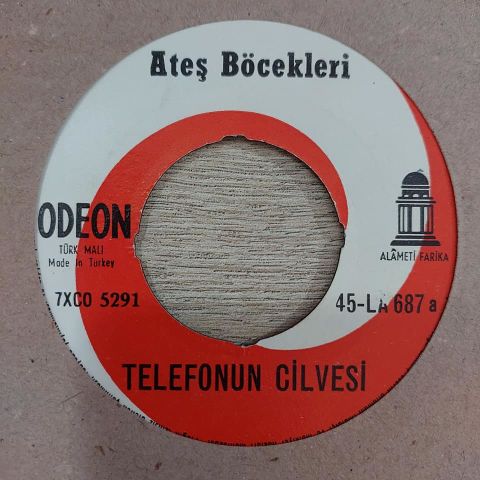 Ateş Böcekleri
ODEON
TÜRK MALI
Made in Turkey
ALÂMETİ FARİKA
7XCO 5291
45-LA 687 a
TELEFONUN CİLVESİ